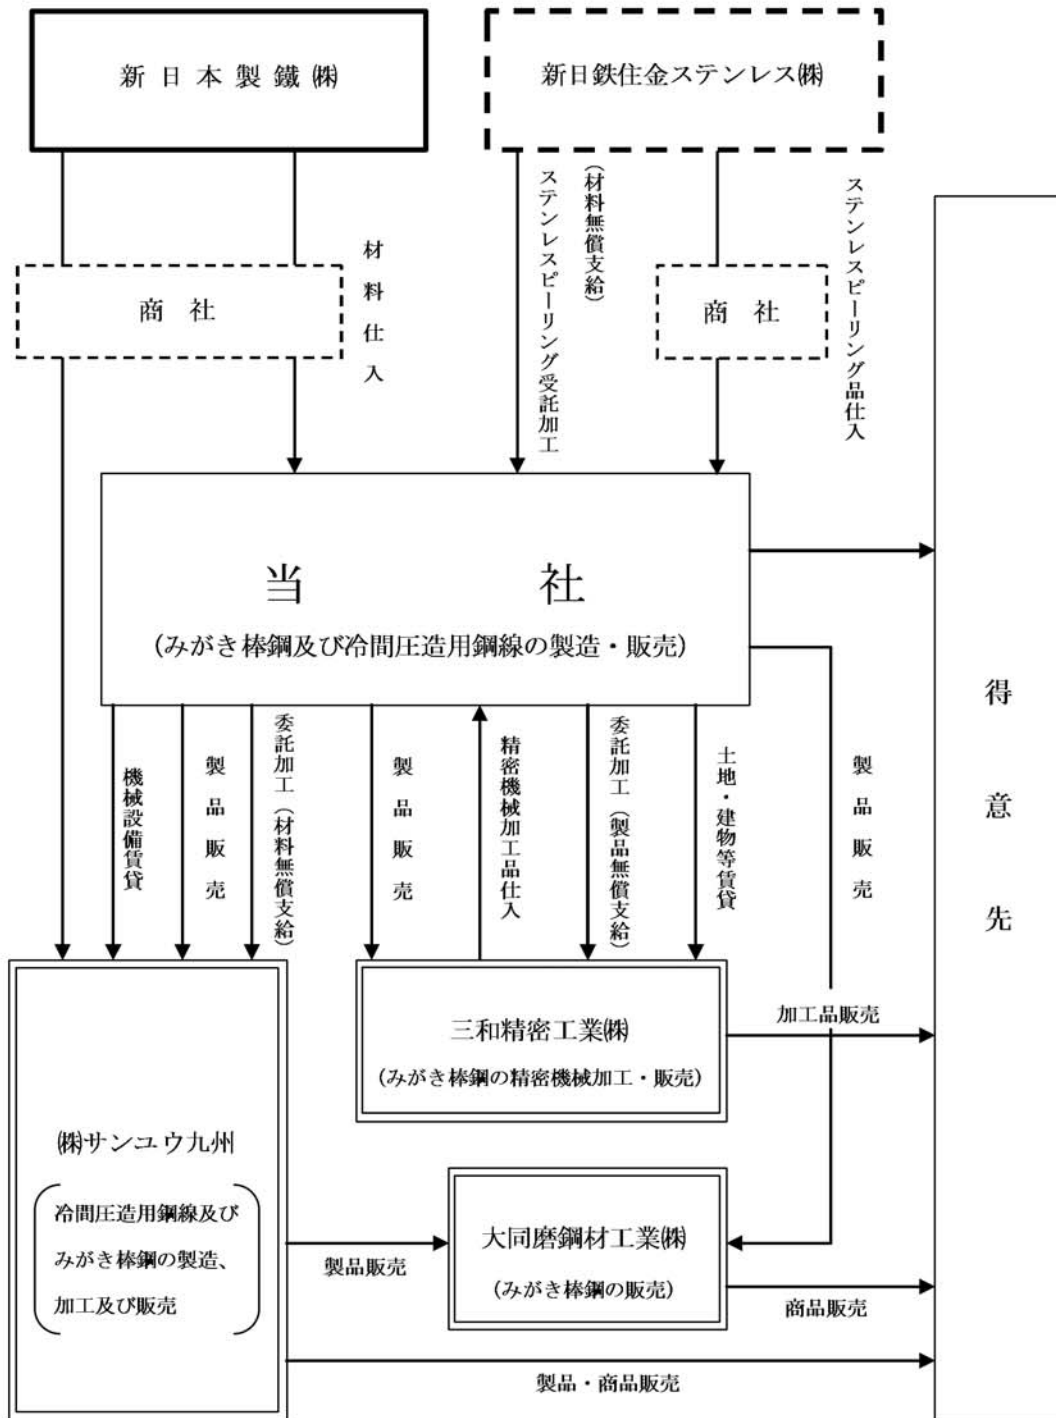 新日本製鐵㈱
新日鉄住金ステンレス㈱
材料仕入
ステンレスピーリング受託加工
(材料無償支給)
ステンレスピーリング品仕入
商社
商社
当社
(みがき棒鋼及び冷間圧造用鋼線の製造・販売)
得意先
機械設備賃貸
製品販売
委託加工(材料無償支給)
製品販売
精密機械加工品仕入
委託加工(製品無償支給)
土地・建物等賃貸
製品販売
三和精密工業㈱
(みがき棒鋼の精密機械加工・販売)
加工品販売
㈱サンユウ九州
冷間圧造用鋼線及び
みがき棒鋼の製造、
加工及び販売
製品販売
大同磨鋼材工業㈱
(みがき棒鋼の販売)
商品販売
製品・商品販売